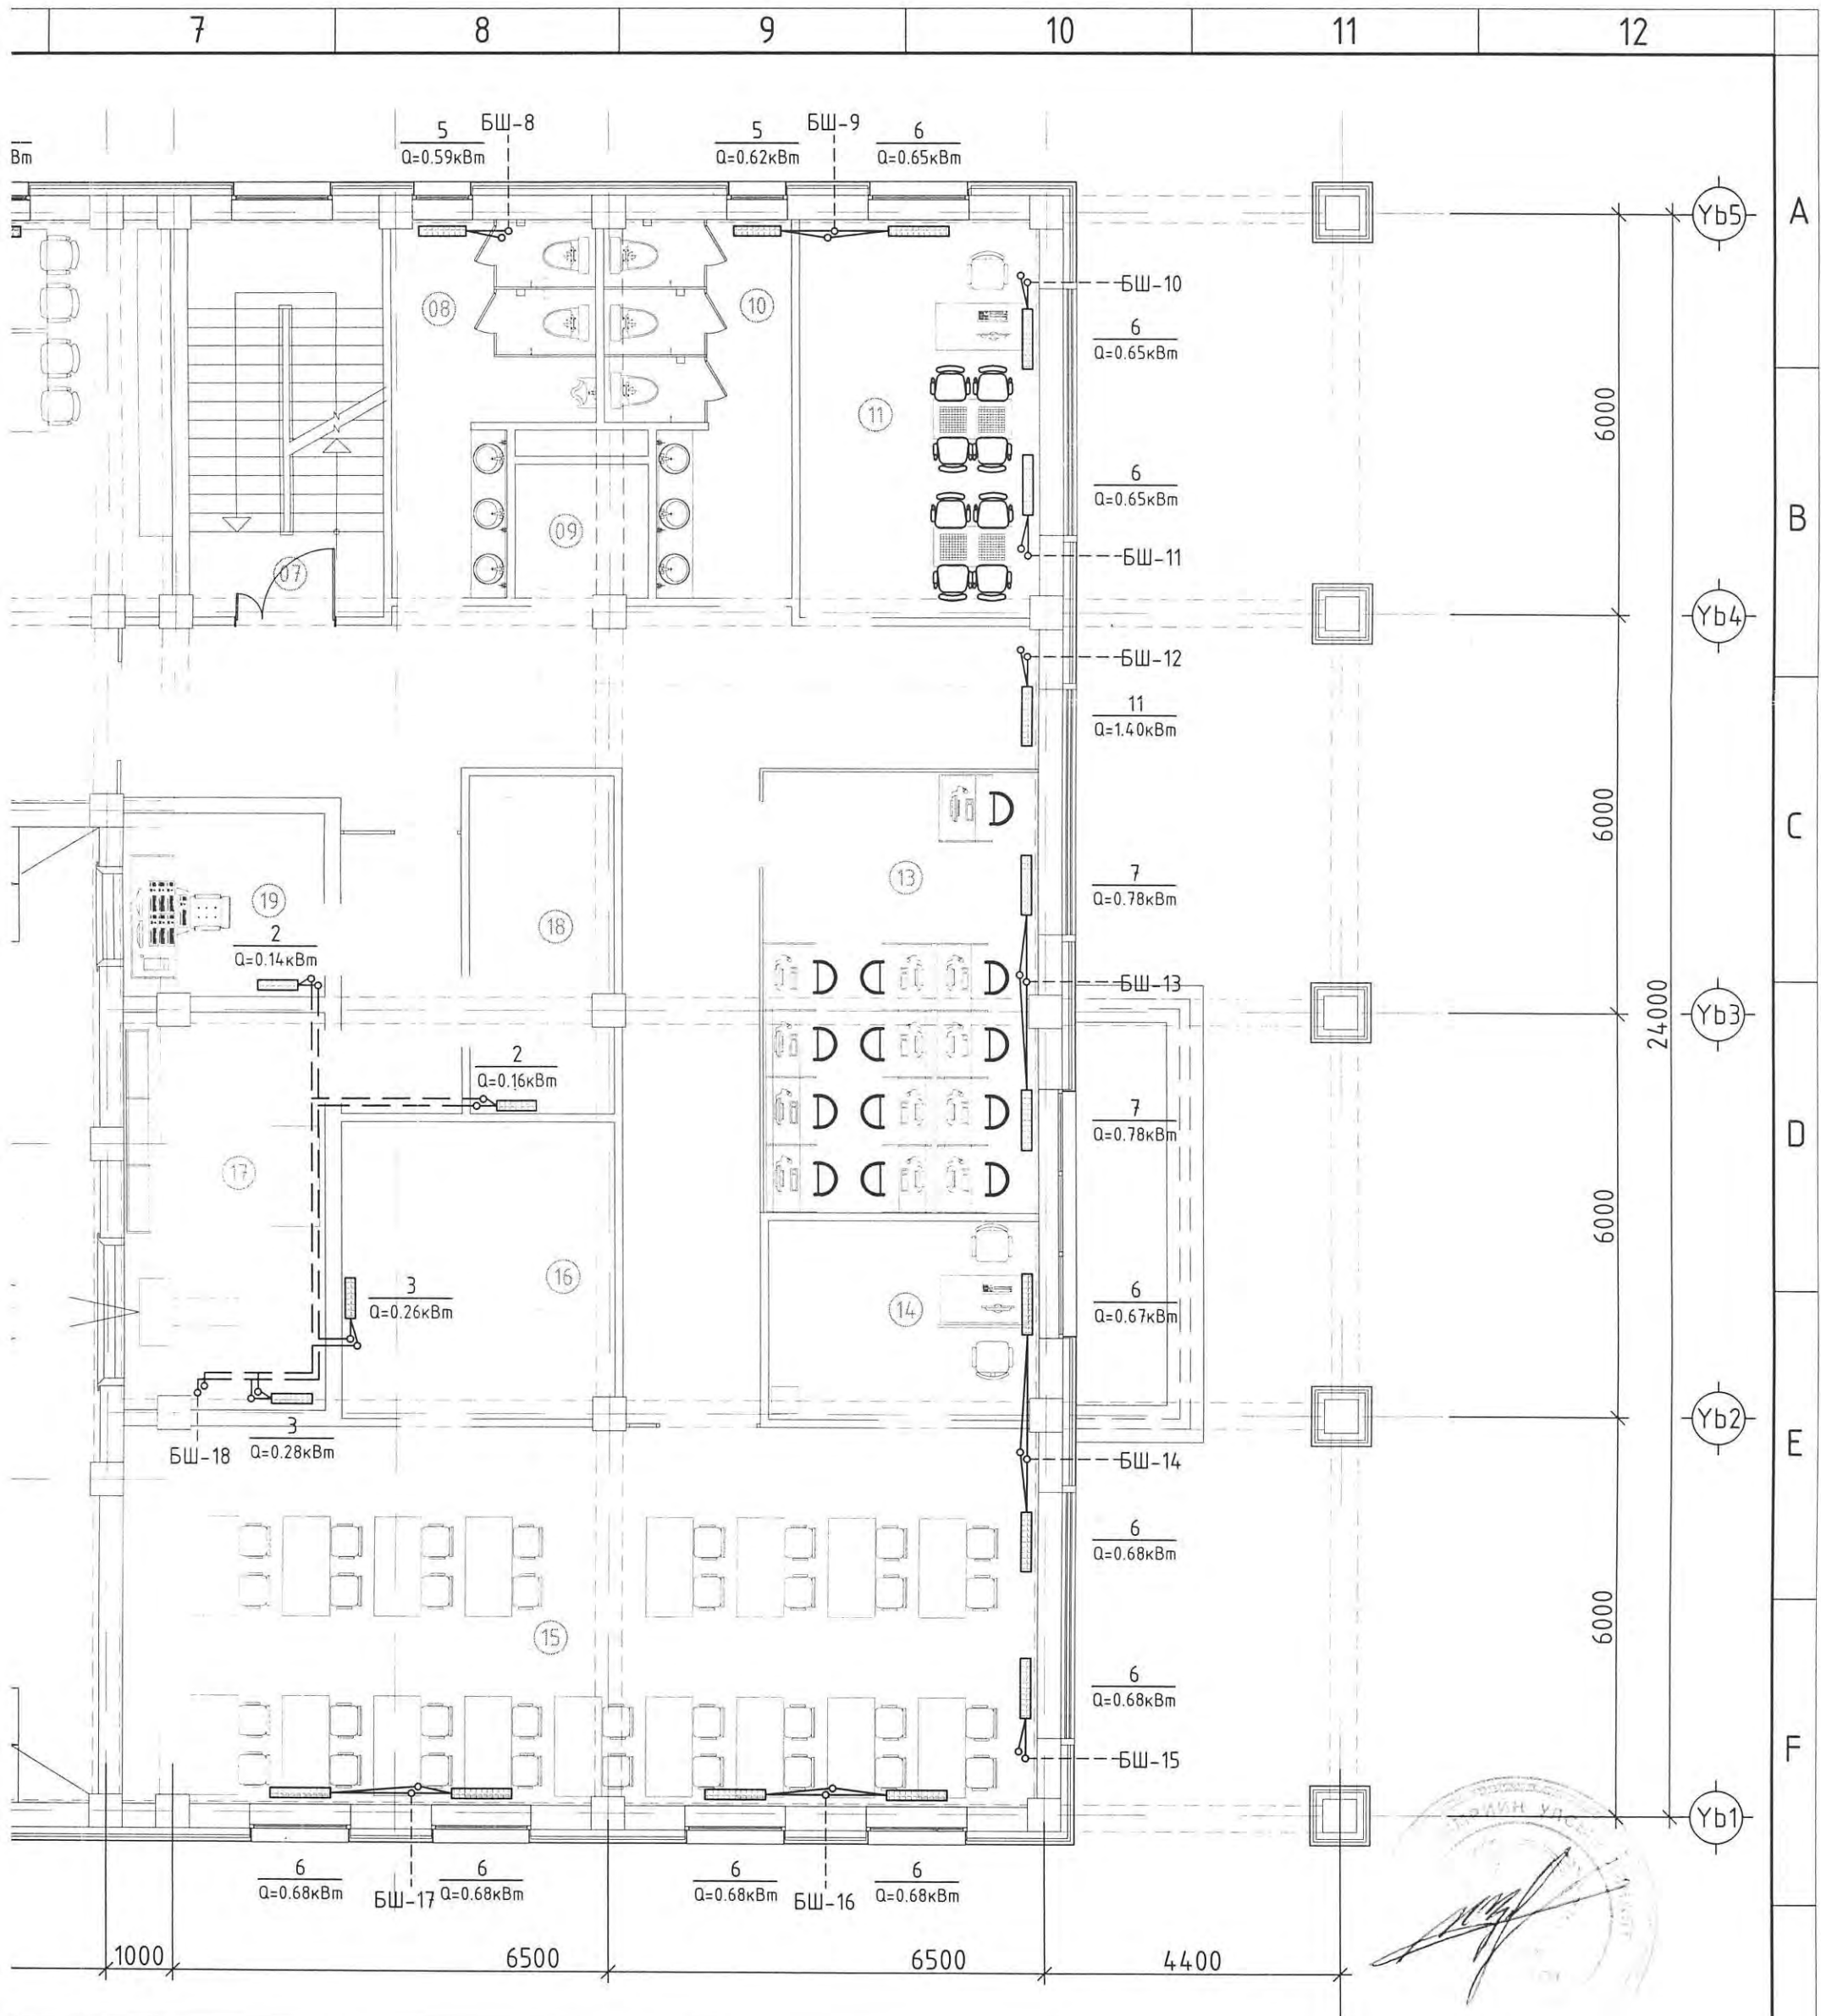 7 8 9 10 11 12
Вт
5
Q=0.59кВт
БШ-8
5
Q=0.62кВт
БШ-9
6
Q=0.65кВт
Yb5
A
БШ-10
08
10
6
Q=0.65кВт
11
6000
6
Q=0.65кВт
B
09
БШ-11
07
Yb4
БШ-12
11
Q=1.40кВт
6000
C
7
Q=0.78кВт
13
19
18
2
Q=0.14кВт
БШ-13
24000
Yb3
2
Q=0.16кВт
7
Q=0.78кВт
D
17
6000
3
Q=0.26кВт
16
14
6
Q=0.67кВт
Yb2
3
Q=0.28кВт
БШ-18
E
БШ-14
6
Q=0.68кВт
6000
15
6
Q=0.68кВт
БШ-15
F
Yb1
6
Q=0.68кВт
БШ-17
6
Q=0.68кВт
6
Q=0.68кВт
БШ-16
6
Q=0.68кВт
1000 6500 6500 4400